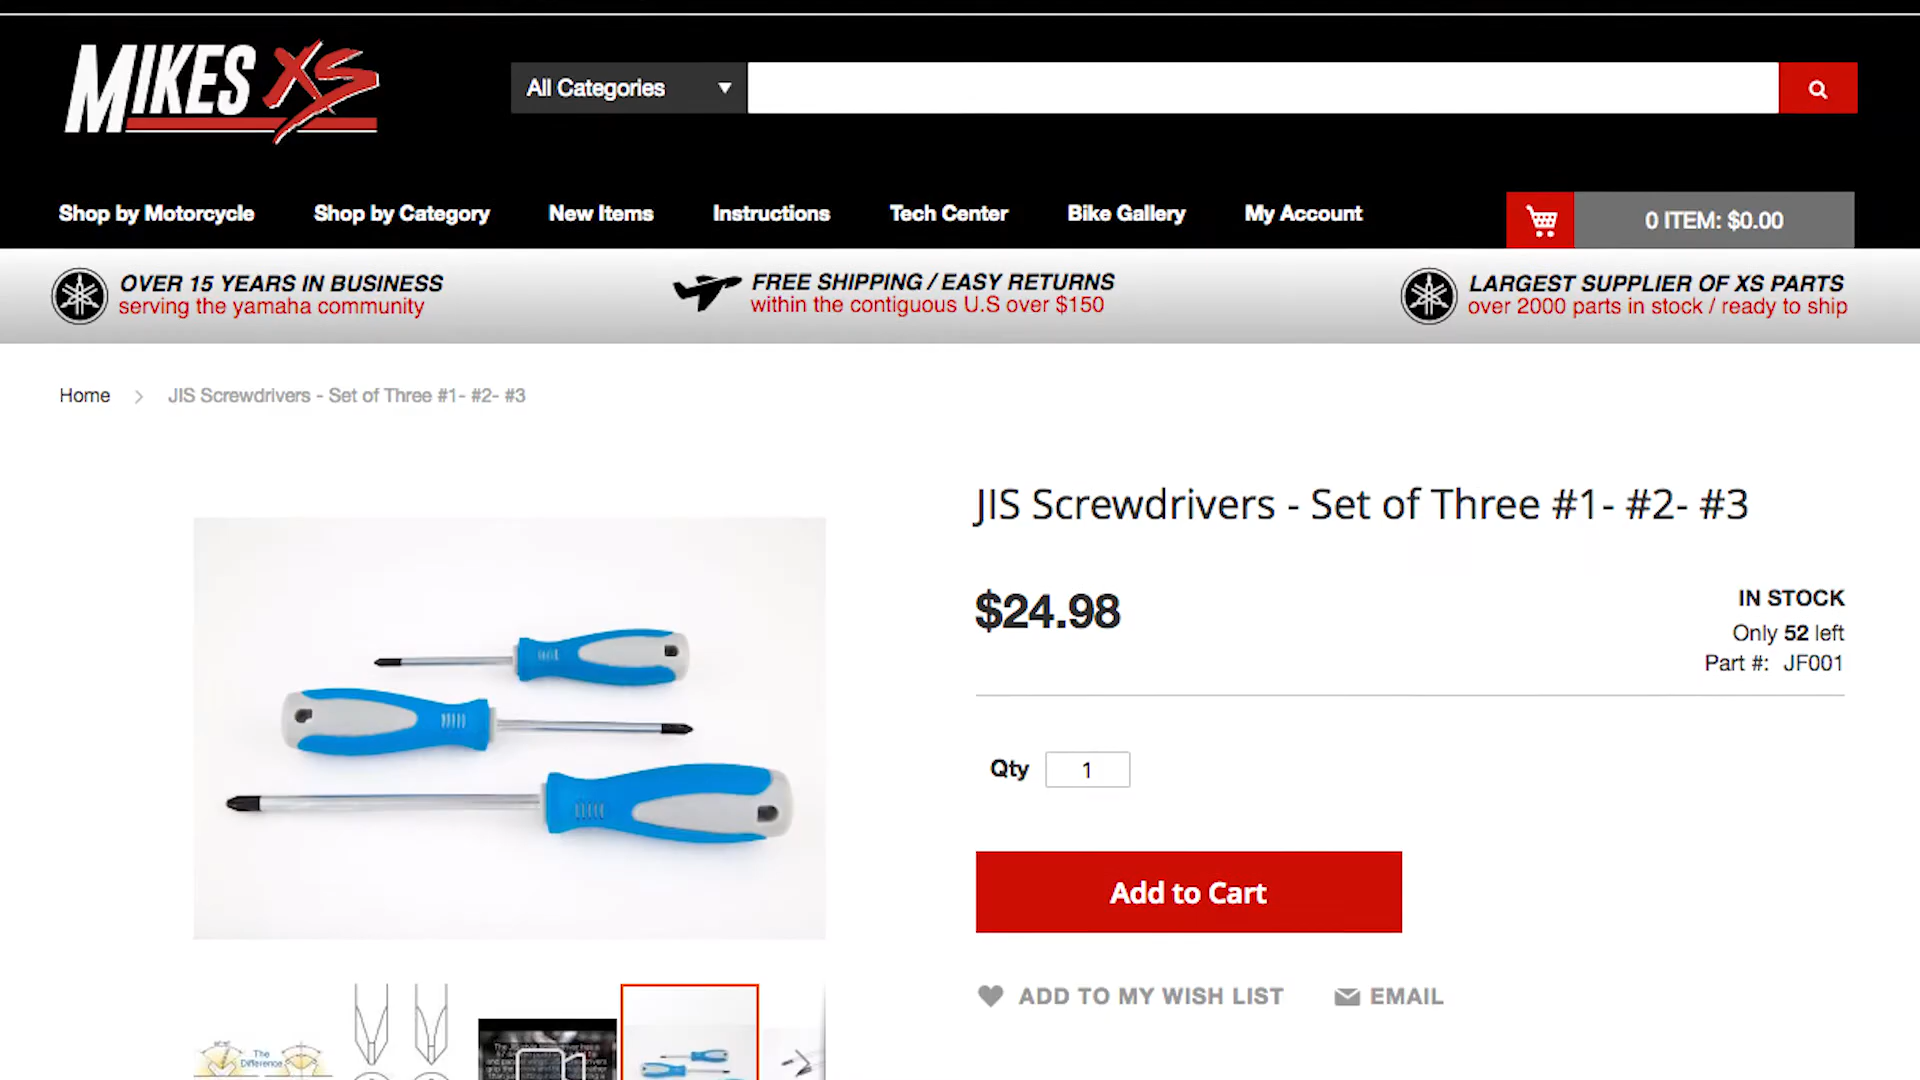 MIKES XS
All Categories
Shop by Motorcycle
Shop by Category
New Items
Instructions
Tech Center
Bike Gallery
My Account
0 ITEM: $0.00
OVER 15 YEARS IN BUSINESS
serving the yamaha community
FREE SHIPPING / EASY RETURNS
within the contiguous U.S over $150
LARGEST SUPPLIER OF XS PARTS
over 2000 parts in stock / ready to ship
Home
JIS Screwdrivers - Set of Three #1- #2- #3
JIS Screwdrivers - Set of Three #1- #2- #3
$24.98
IN STOCK
Only 52 left
Part #: JF001
Qty
1
Add to Cart
ADD TO MY WISH LIST
EMAIL
The
Difference